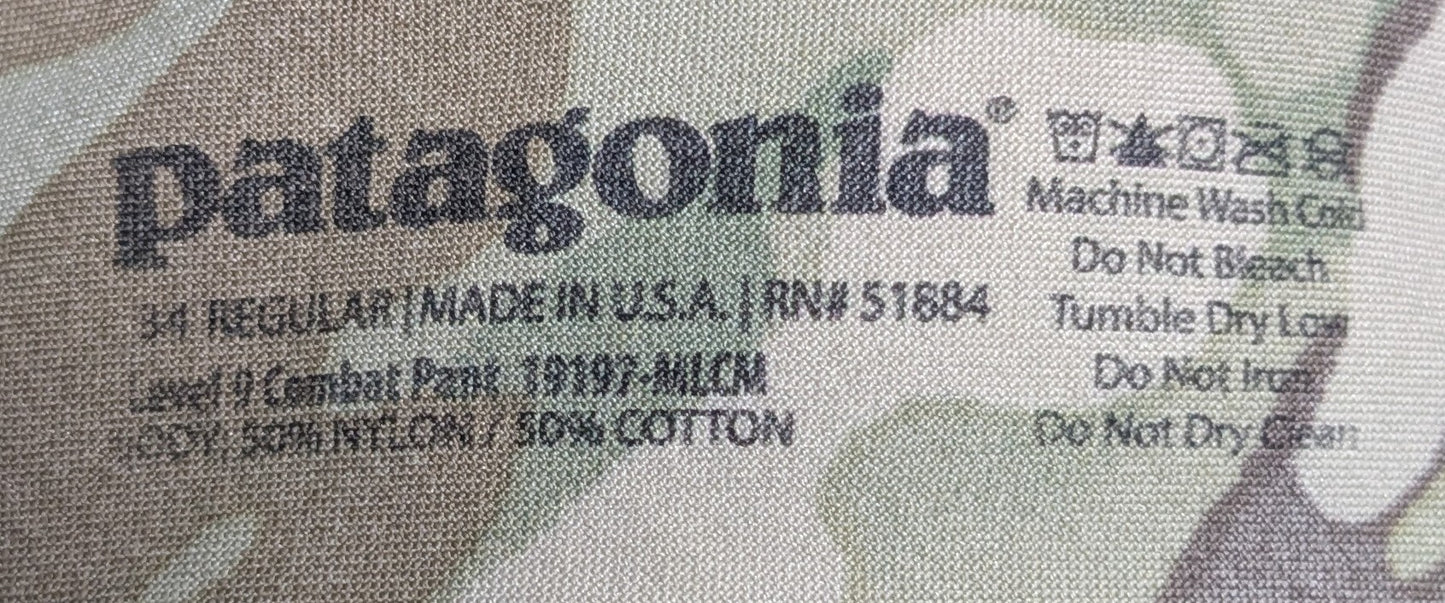 patagonia®
34 REGULAR | MADE IN U.S.A. | RN# 51884
Level 9 Combat Pant 19197-MLCM
BODY: 50% NYLON / 50% COTTON
Machine Wash Cold
Do Not Bleach
Tumble Dry Low
Do Not Iron
Do Not Dry Clean